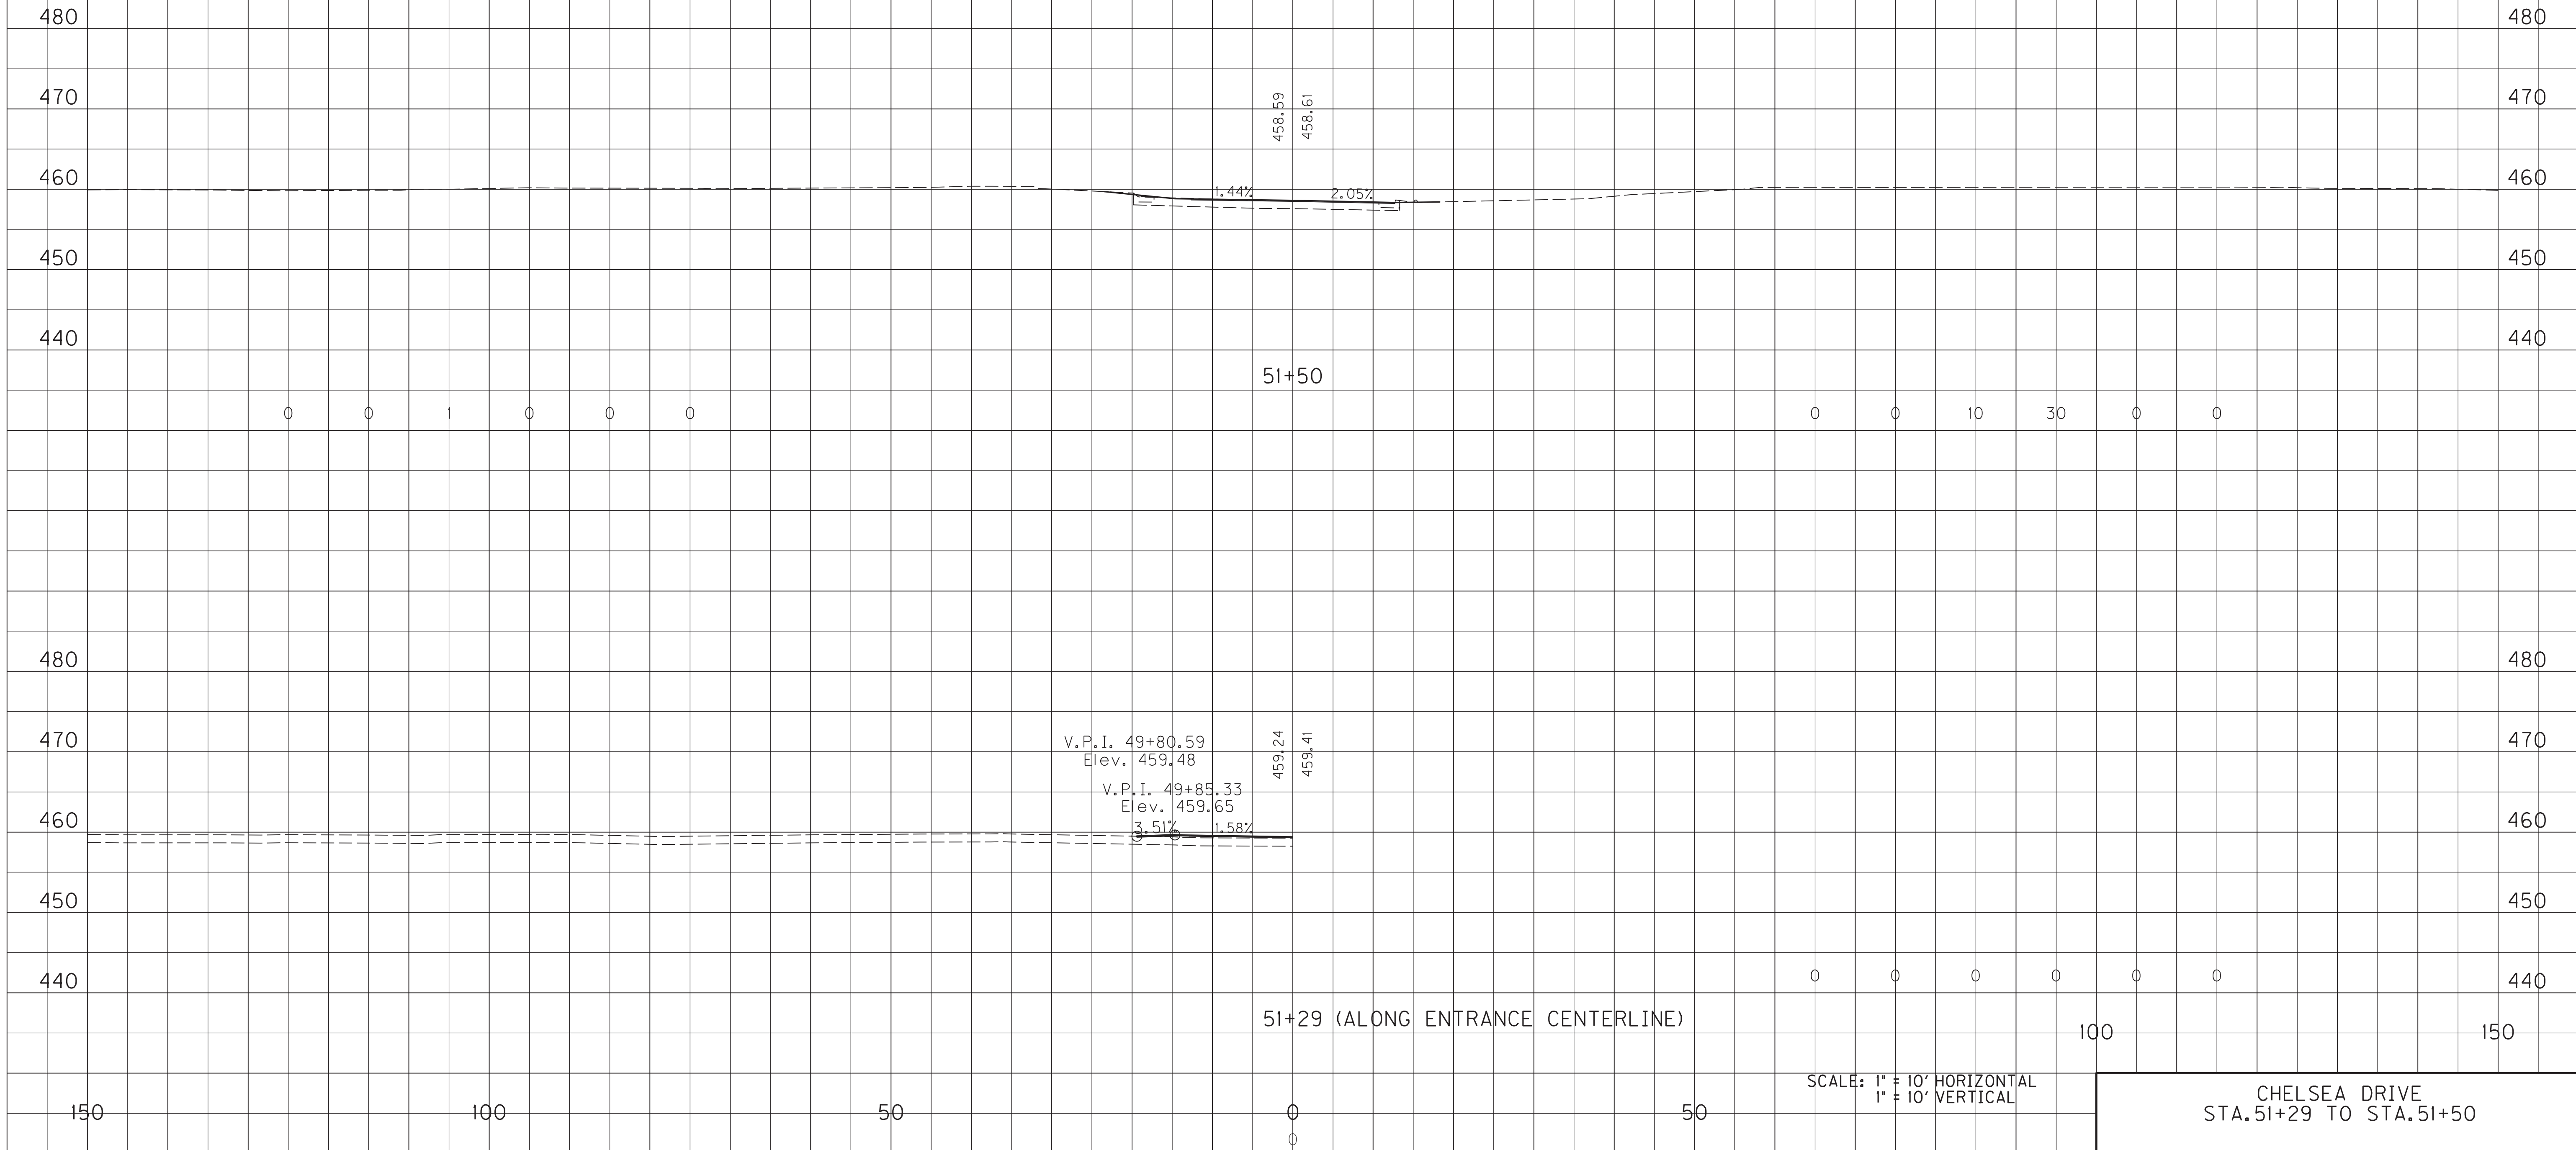 480 480
470 458.59 458.61 470
460 1.44% 2.05% 460
450 450
440 440
51+50
0 0 1 0 0 0 0 0 10 30 0 0
480 480
470 V.P.I. 49+80.59 459.24 459.41 470
Elev. 459.48
V.P.I. 49+85.33
Elev. 459.65
460 3.51% 1.58% 460
450 450
440 0 0 0 0 0 0 440
51+29 (ALONG ENTRANCE CENTERLINE)
100 150
SCALE: 1" = 10' HORIZONTAL
1" = 10' VERTICAL
150 100 50 0 50
0
CHELSEA DRIVE
STA.51+29 TO STA.51+50